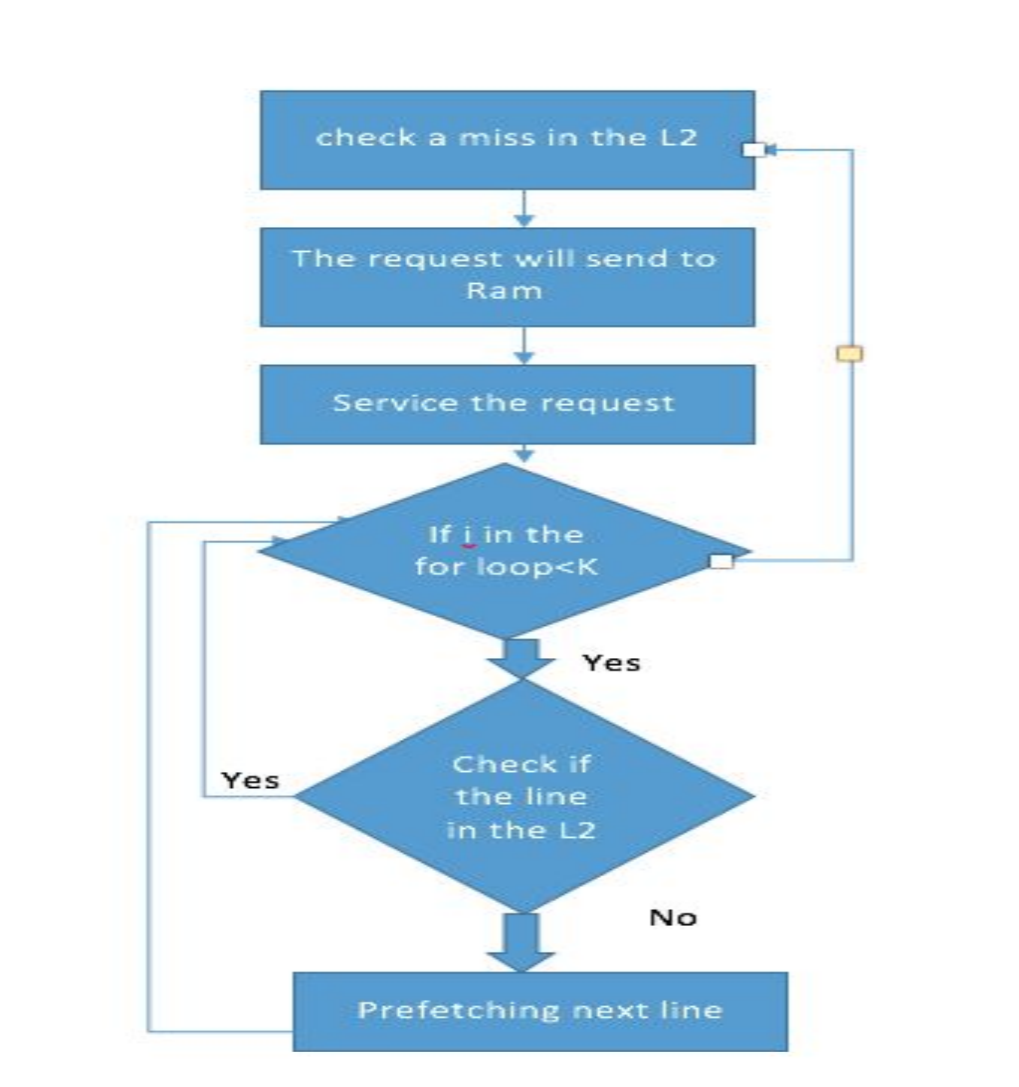 check a miss in the L2
The request will send to
Ram
Service the request
If i in the
for loop<K
Yes
Check if
the line
in the L2
Yes
No
Prefetching next line